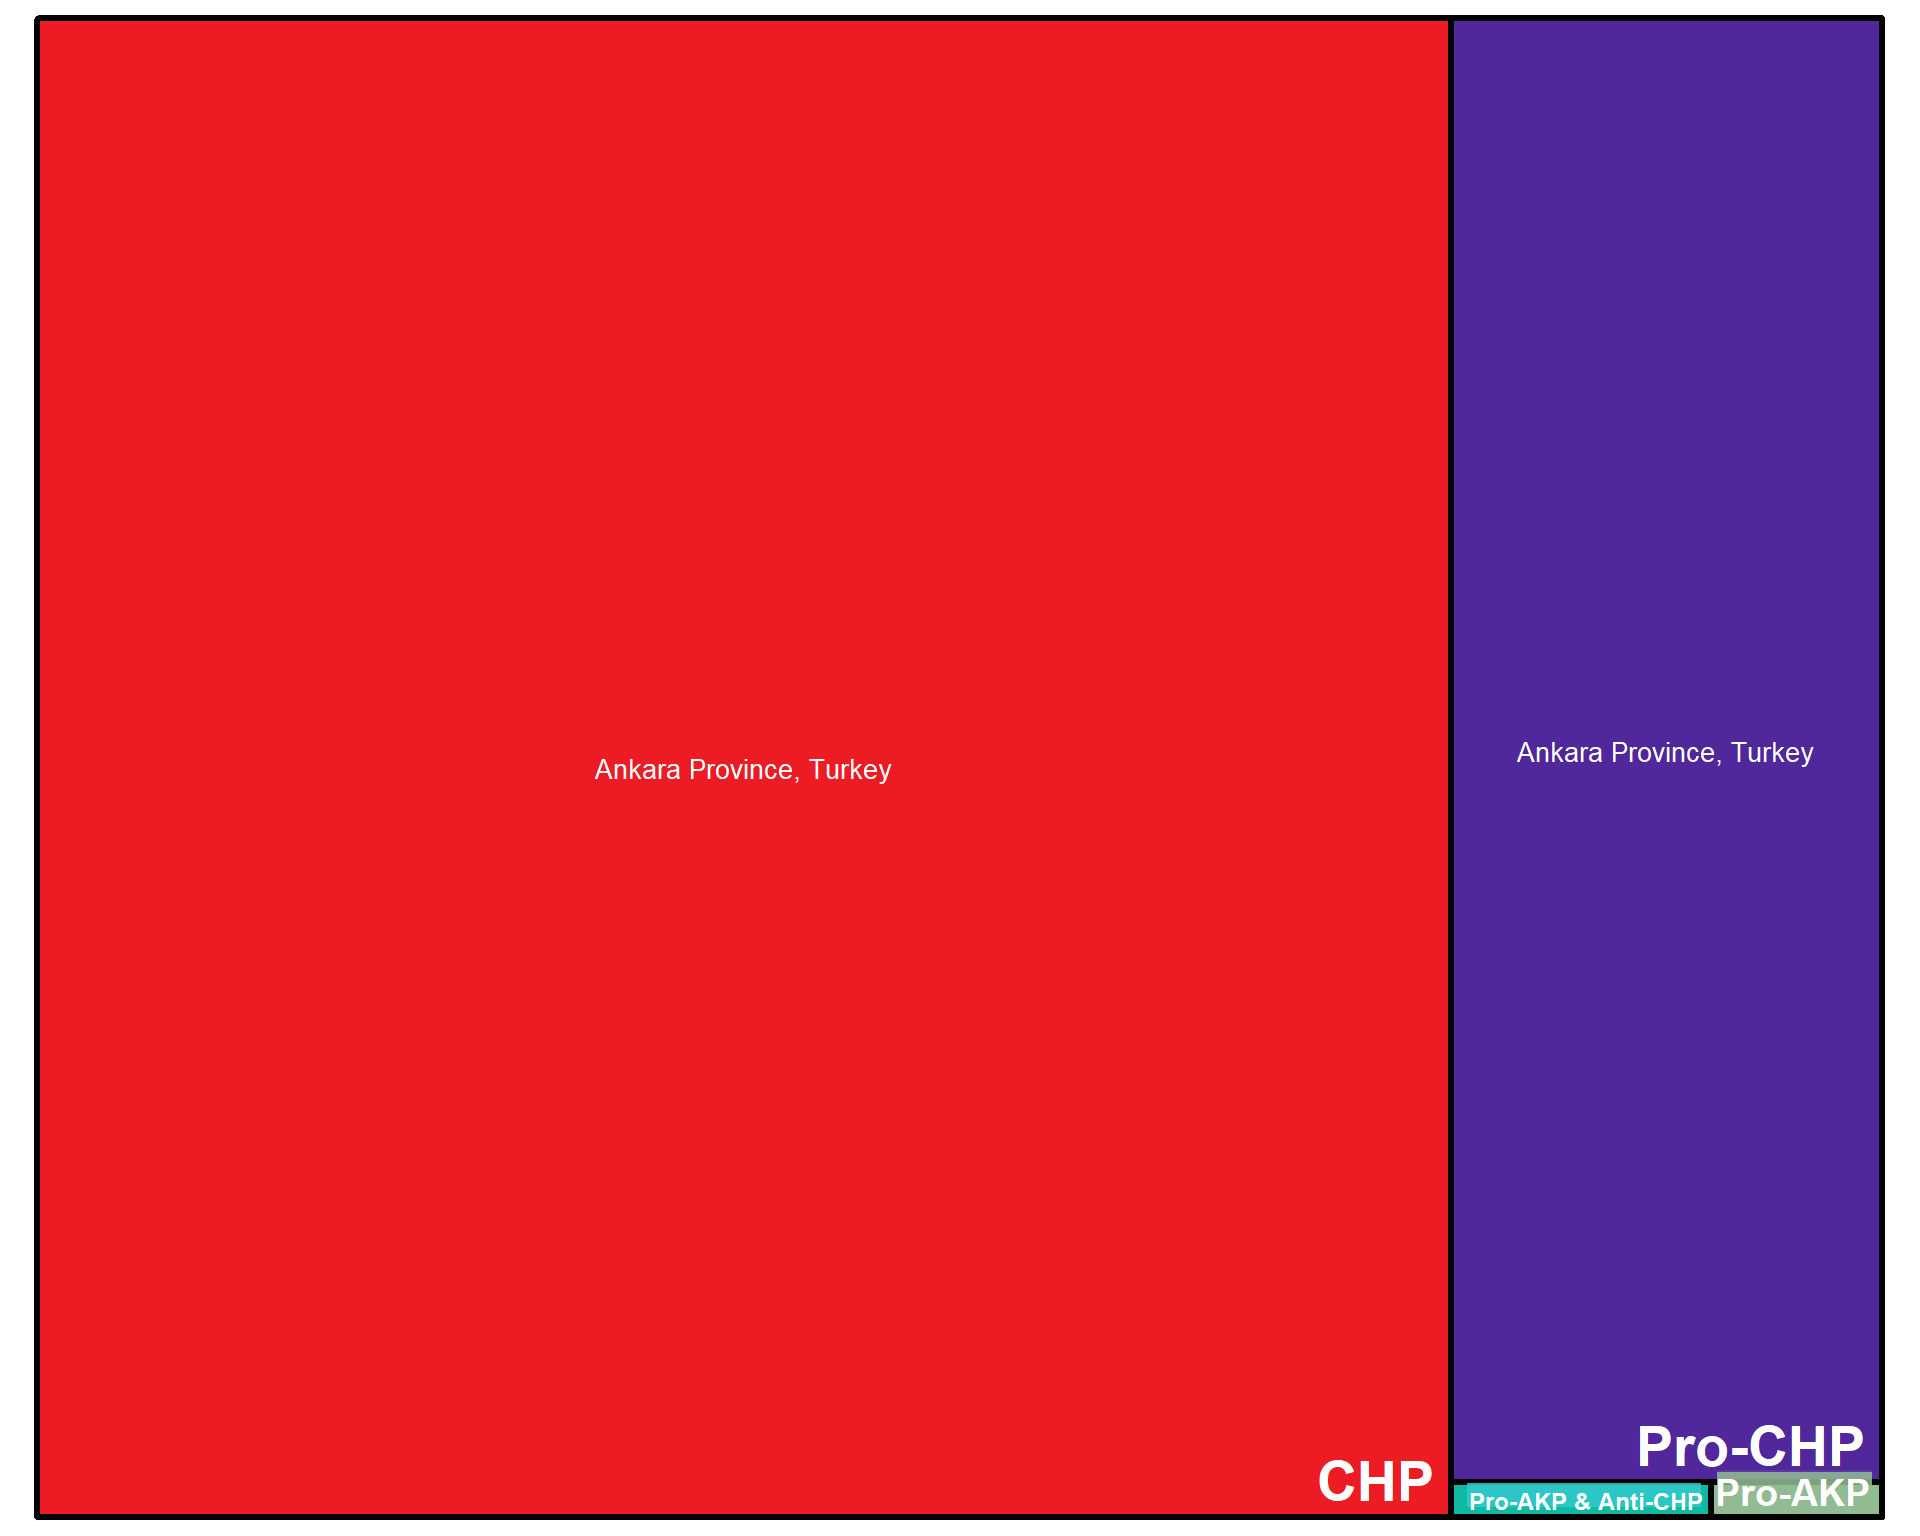 Ankara Province, Turkey
CHP
Ankara Province, Turkey
Pro-CHP
Pro-AKP & Anti-CHP
Pro-AKP